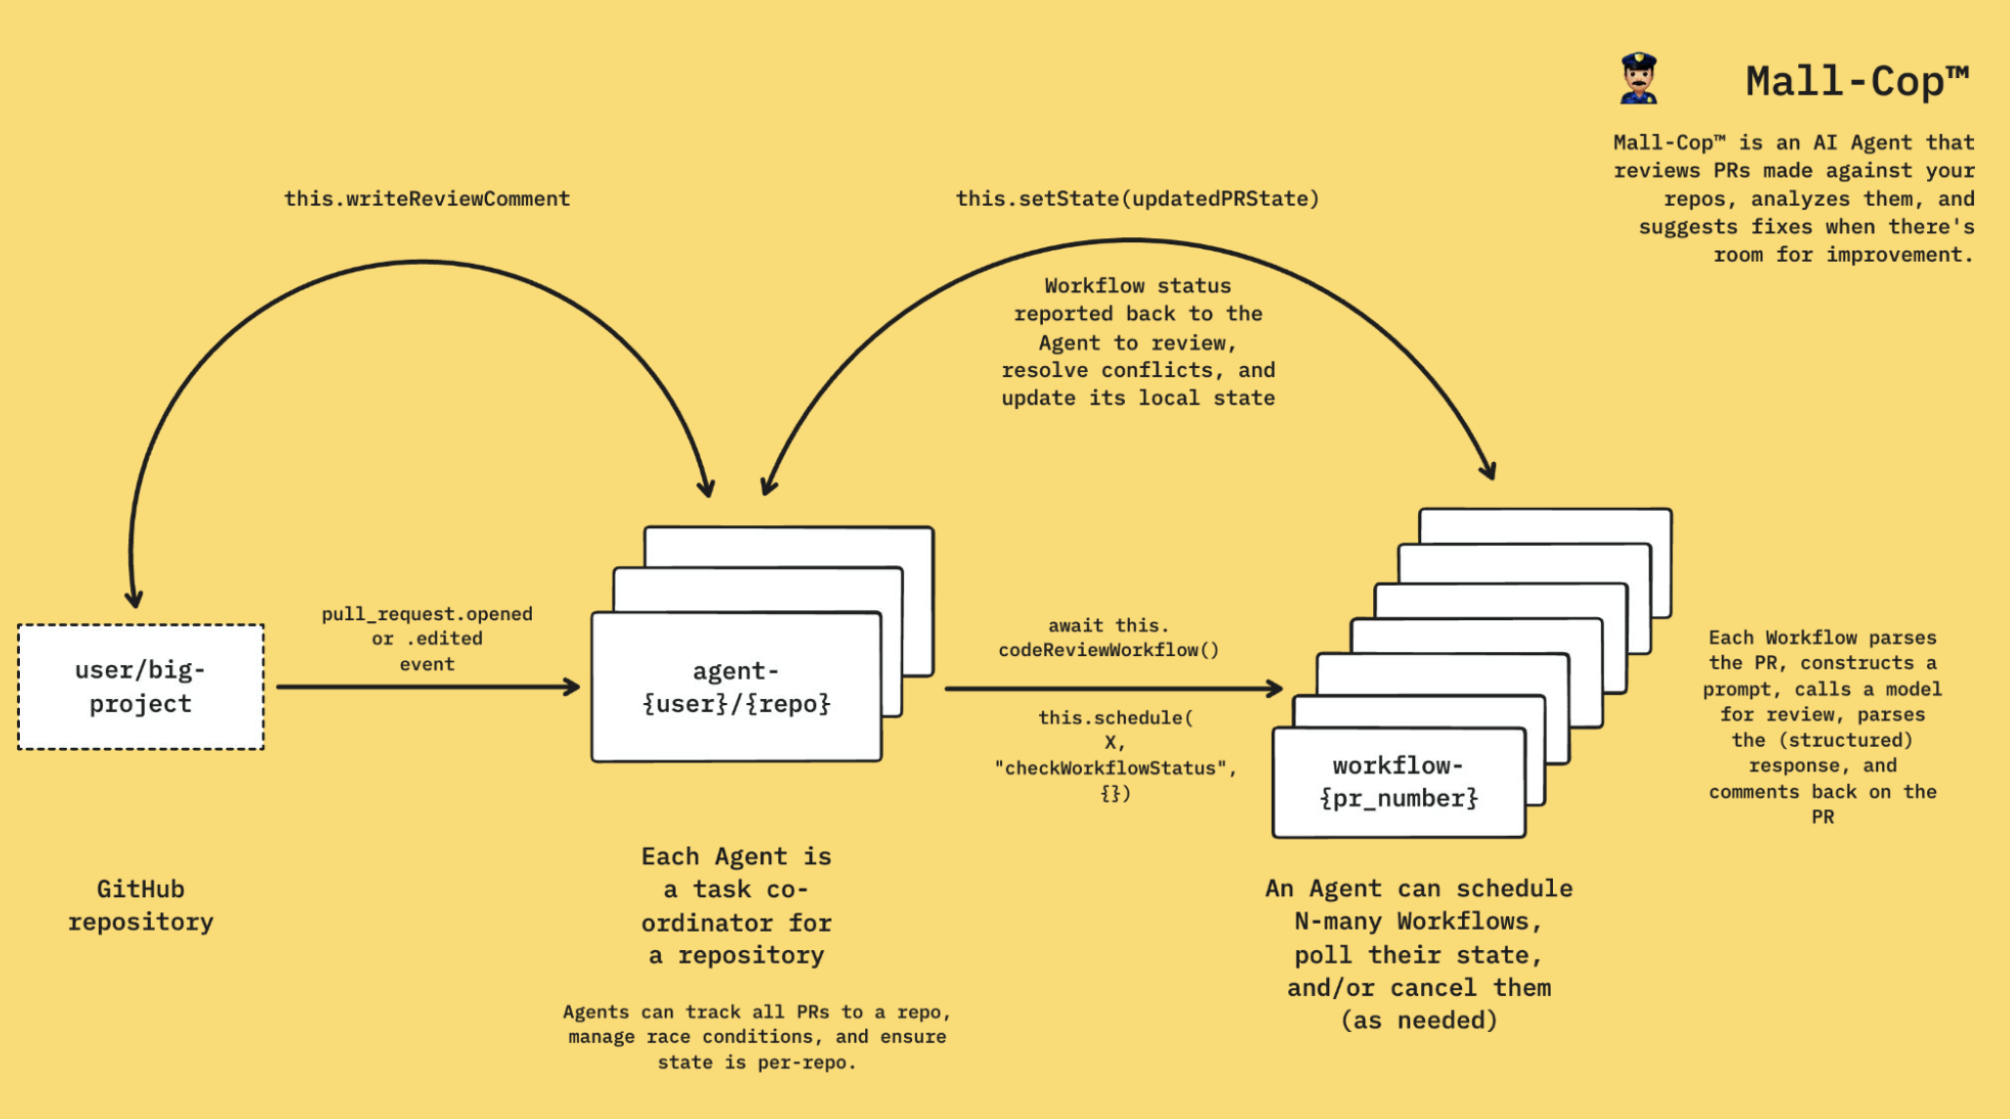 Mall-Cop™
Mall-Cop™ is an AI Agent that
reviews PRs made against your
repos, analyzes them, and
suggests fixes when there's
room for improvement.
this.writeReviewComment
this.setState(updatedPRState)
Workflow status
reported back to the
Agent to review,
resolve conflicts, and
update its local state
user/big-
project
pull_request.opened
or .edited
event
agent-
{user}/{repo}
await this.
codeReviewWorkflow()
this.schedule(
X,
"checkWorkflowStatus",
{})
workflow-
{pr_number}
Each Workflow parses
the PR, constructs a
prompt, calls a model
for review, parses
the (structured)
response, and
comments back on the
PR
GitHub
repository
Each Agent is
a task co-
ordinator for
a repository
Agents can track all PRs to a repo,
manage race conditions, and ensure
state is per-repo.
An Agent can schedule
N-many Workflows,
poll their state,
and/or cancel them
(as needed)